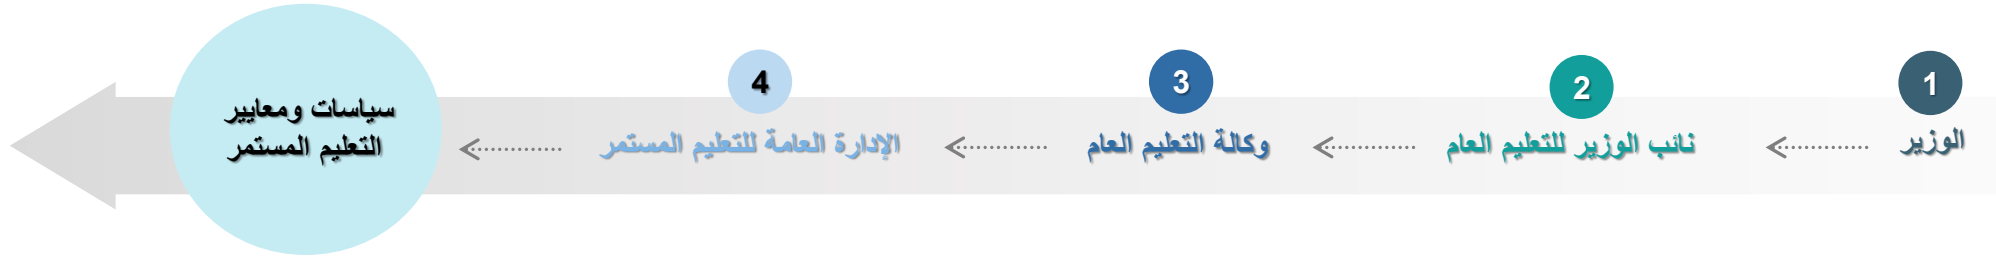 1
الوزير
2
نائب الوزير للتعليم العام
3
وكالة التعليم العام
4
الإدارة العامة للتعليم المستمر
سياسات ومعايير
التعليم المستمر